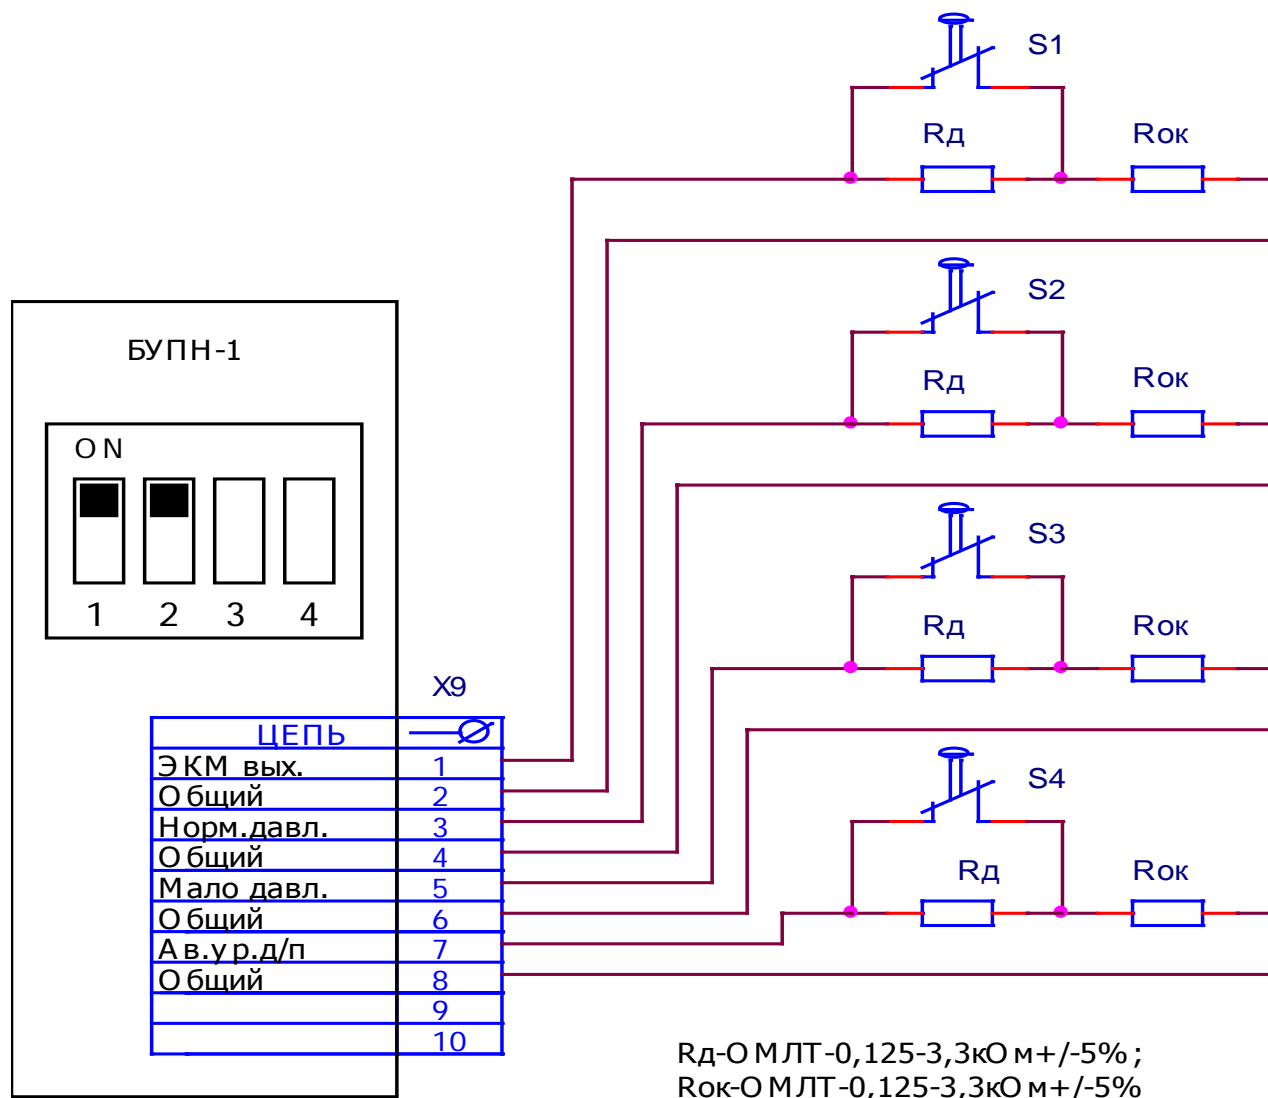 S1
Rд Rок
S2
БУПН-1
Rд Rок
ON
S3
1 2 3 4
Rд Rок
X9
ЦЕПЬ
ЭКМ вых. 1
Общий 2
Норм.давл. 3
Общий 4
Мало давл. 5
Общий 6
Ав.ур.д/п 7
Общий 8
9
10
S4
Rд Rок
Rд-ОМЛТ-0,125-3,3кОм+/-5%;
Rок-ОМЛТ-0,125-3,3кОм+/-5%